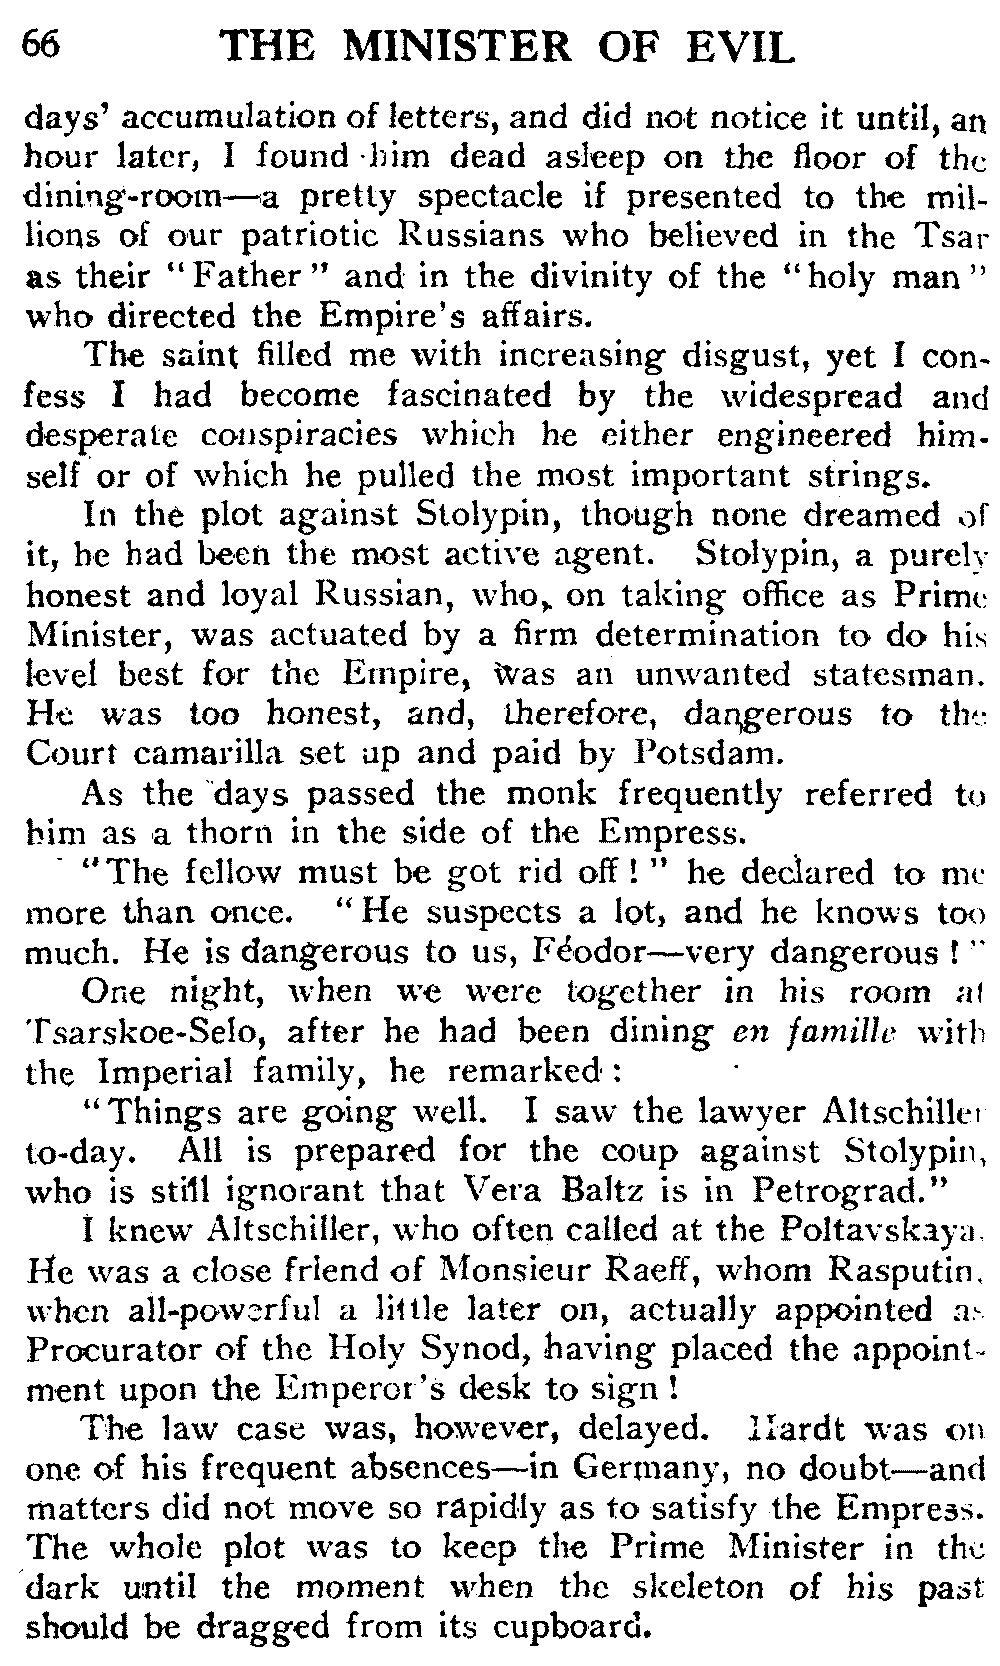 66 THE MINISTER OF EVIL
days' accumulation of letters, and did not notice it until, an
hour later, I found him dead asleep on the floor of the
dining-room—a pretty spectacle if presented to the mil-
lions of our patriotic Russians who believed in the Tsar
as their "Father" and in the divinity of the "holy man"
who directed the Empire's affairs.
The saint filled me with increasing disgust, yet I con-
fess I had become fascinated by the widespread and
desperate conspiracies which he either engineered him-
self or of which he pulled the most important strings.
In the plot against Stolypin, though none dreamed of
it, he had been the most active agent. Stolypin, a purely
honest and loyal Russian, who, on taking office as Prime
Minister, was actuated by a firm determination to do his
level best for the Empire, was an unwanted statesman.
He was too honest, and, therefore, dangerous to the
Court camarilla set up and paid by Potsdam.
As the days passed the monk frequently referred to
him as a thorn in the side of the Empress.
"The fellow must be got rid off!" he declared to me
more than once. "He suspects a lot, and he knows too
much. He is dangerous to us, Féodor—very dangerous!"
One night, when we were together in his room at
Tsarskoe-Selo, after he had been dining en famille with
the Imperial family, he remarked:
"Things are going well. I saw the lawyer Altschiller
to-day. All is prepared for the coup against Stolypin,
who is still ignorant that Vera Baltz is in Petrograd."
I knew Altschiller, who often called at the Poltavskaya.
He was a close friend of Monsieur Raeff, whom Rasputin,
when all-powerful a little later on, actually appointed as
Procurator of the Holy Synod, having placed the appoint-
ment upon the Emperor's desk to sign!
The law case was, however, delayed. Hardt was on
one of his frequent absences—in Germany, no doubt—and
matters did not move so rapidly as to satisfy the Empress.
The whole plot was to keep the Prime Minister in the
dark until the moment when the skeleton of his past
should be dragged from its cupboard.